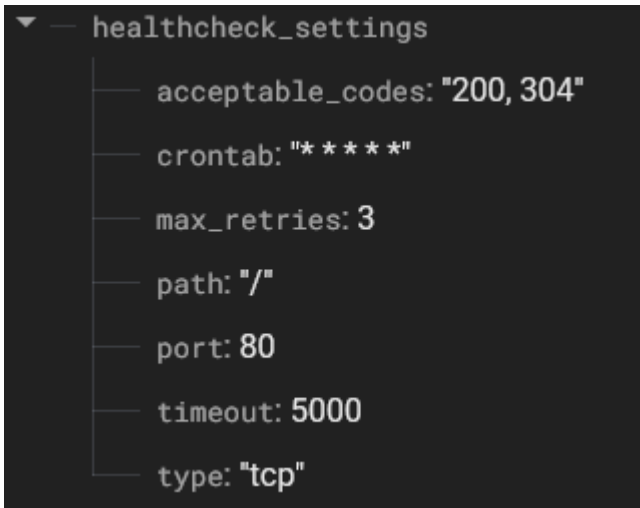 healthcheck_settings
acceptable_codes: "200, 304"
crontab: "* * * * *"
max_retries: 3
path: "/"
port: 80
timeout: 5000
type: "tcp"